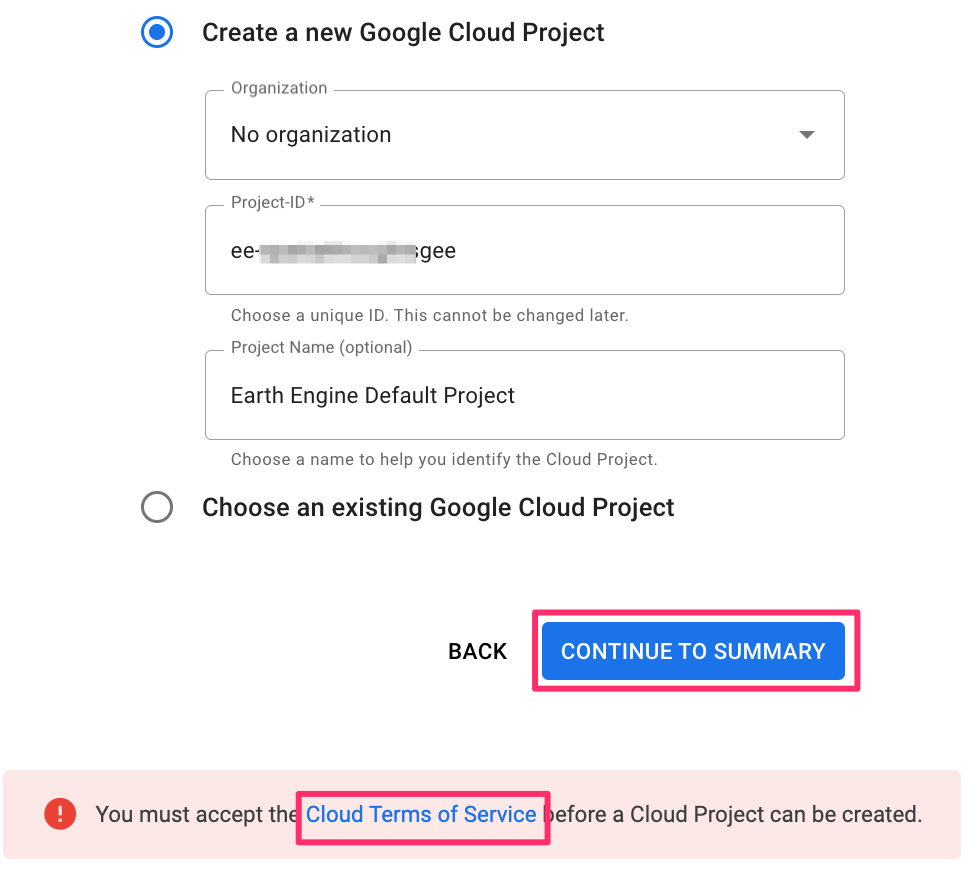 Create a new Google Cloud Project
Organization
No organization
Project-ID*
ee- sgee
Choose a unique ID. This cannot be changed later.
Project Name (optional)
Earth Engine Default Project
Choose a name to help you identify the Cloud Project.
Choose an existing Google Cloud Project
BACK CONTINUE TO SUMMARY
! You must accept the Cloud Terms of Service before a Cloud Project can be created.